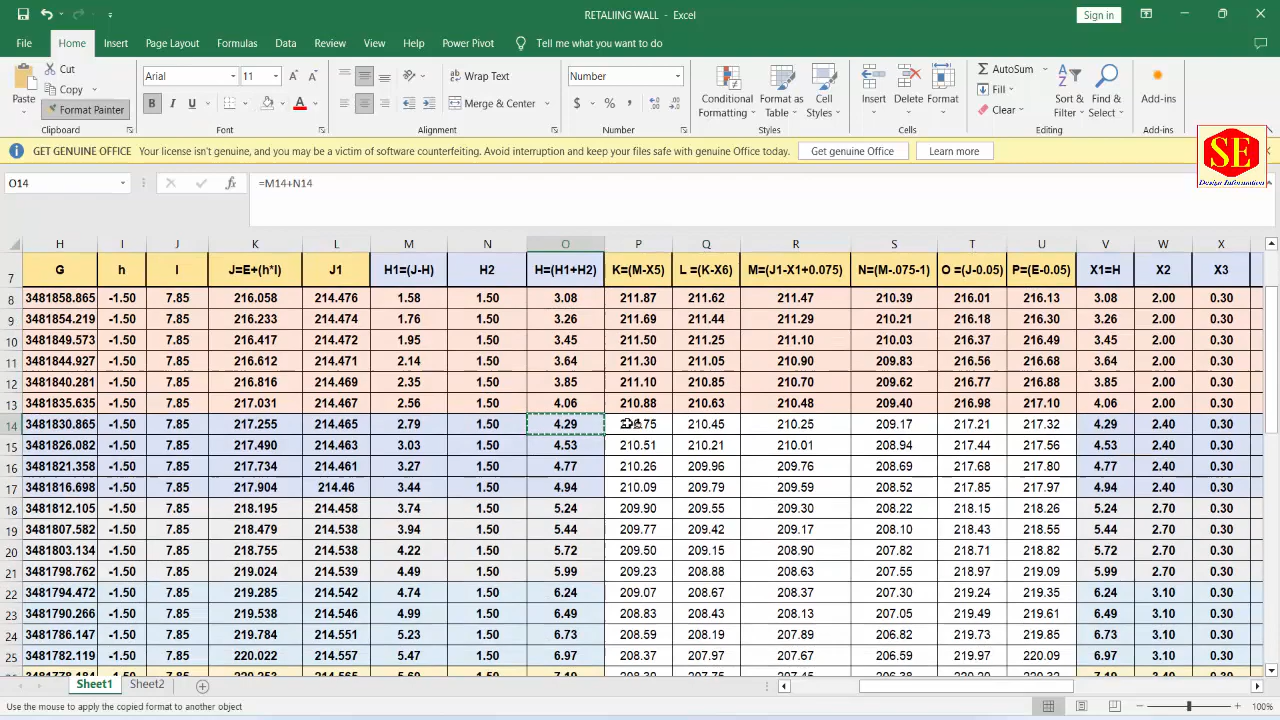 RETALIING WALL - Excel
Sign in
File Home Insert Page Layout Formulas Data Review View Help Power Pivot Tell me what you want to do
Paste
Cut
Copy
Format Painter
Clipboard
Arial 11
Font
Wrap Text
Merge & Center
Alignment
Number
Number
Conditional Formatting Format as Table Cell Styles
Styles
Insert Delete Format
Cells
AutoSum
Fill
Clear
Sort & Filter Find & Select
Editing
Add-ins
Add-ins
GET GENUINE OFFICE Your license isn't genuine, and you may be a victim of software counterfeiting. Avoid interruption and keep your files safe with genuine Office today. Get genuine Office Learn more
SE
Design Information
O14 fx =M14+N14
H I J K L M N O P Q R S T U V W X
7 G h I J=E+(h*I) J1 H1=(J-H) H2 H=(H1+H2) K=(M-X5) L =(K-X6) M=(J1-X1+0.075) N=(M-.075-1) O =(J-0.05) P=(E-0.05) X1=H X2 X3
8 3481858.865 -1.50 7.85 216.058 214.476 1.58 1.50 3.08 211.87 211.62 211.47 210.39 216.01 216.13 3.08 2.00 0.30
9 3481854.219 -1.50 7.85 216.233 214.474 1.76 1.50 3.26 211.69 211.44 211.29 210.21 216.18 216.30 3.26 2.00 0.30
10 3481849.573 -1.50 7.85 216.417 214.472 1.95 1.50 3.45 211.50 211.25 211.10 210.03 216.37 216.49 3.45 2.00 0.30
11 3481844.927 -1.50 7.85 216.612 214.471 2.14 1.50 3.64 211.30 211.05 210.90 209.83 216.56 216.68 3.64 2.00 0.30
12 3481840.281 -1.50 7.85 216.816 214.469 2.35 1.50 3.85 211.10 210.85 210.70 209.62 216.77 216.88 3.85 2.00 0.30
13 3481835.635 -1.50 7.85 217.031 214.467 2.56 1.50 4.06 210.88 210.63 210.48 209.40 216.98 217.10 4.06 2.00 0.30
14 3481830.865 -1.50 7.85 217.255 214.465 2.79 1.50 4.29 210.45 210.25 209.17 217.21 217.32 4.29 2.40 0.30
15 3481826.082 -1.50 7.85 217.490 214.463 3.03 1.50 4.53 210.51 210.21 210.01 208.94 217.44 217.56 4.53 2.40 0.30
16 3481821.358 -1.50 7.85 217.734 214.461 3.27 1.50 4.77 210.26 209.96 209.76 208.69 217.68 217.80 4.77 2.40 0.30
17 3481816.698 -1.50 7.85 217.904 214.46 3.44 1.50 4.94 210.09 209.79 209.59 208.52 217.85 217.97 4.94 2.40 0.30
18 3481812.105 -1.50 7.85 218.195 214.458 3.74 1.50 5.24 209.90 209.55 209.30 208.22 218.15 218.26 5.24 2.70 0.30
19 3481807.582 -1.50 7.85 218.479 214.538 3.94 1.50 5.44 209.77 209.42 209.17 208.10 218.43 218.55 5.44 2.70 0.30
20 3481803.134 -1.50 7.85 218.755 214.538 4.22 1.50 5.72 209.50 209.15 208.90 207.82 218.71 218.82 5.72 2.70 0.30
21 3481798.762 -1.50 7.85 219.024 214.539 4.49 1.50 5.99 209.23 208.88 208.63 207.55 218.97 219.09 5.99 2.70 0.30
22 3481794.472 -1.50 7.85 219.285 214.542 4.74 1.50 6.24 209.07 208.67 208.37 207.30 219.24 219.35 6.24 3.10 0.30
23 3481790.266 -1.50 7.85 219.538 214.546 4.99 1.50 6.49 208.83 208.43 208.13 207.05 219.49 219.61 6.49 3.10 0.30
24 3481786.147 -1.50 7.85 219.784 214.551 5.23 1.50 6.73 208.59 208.19 207.89 206.82 219.73 219.85 6.73 3.10 0.30
25 3481782.119 -1.50 7.85 220.022 214.557 5.47 1.50 6.97 208.37 207.97 207.67 206.59 219.97 220.09 6.97 3.10 0.30
Sheet1 Sheet2
Use the mouse to apply the copied format to another object 100%